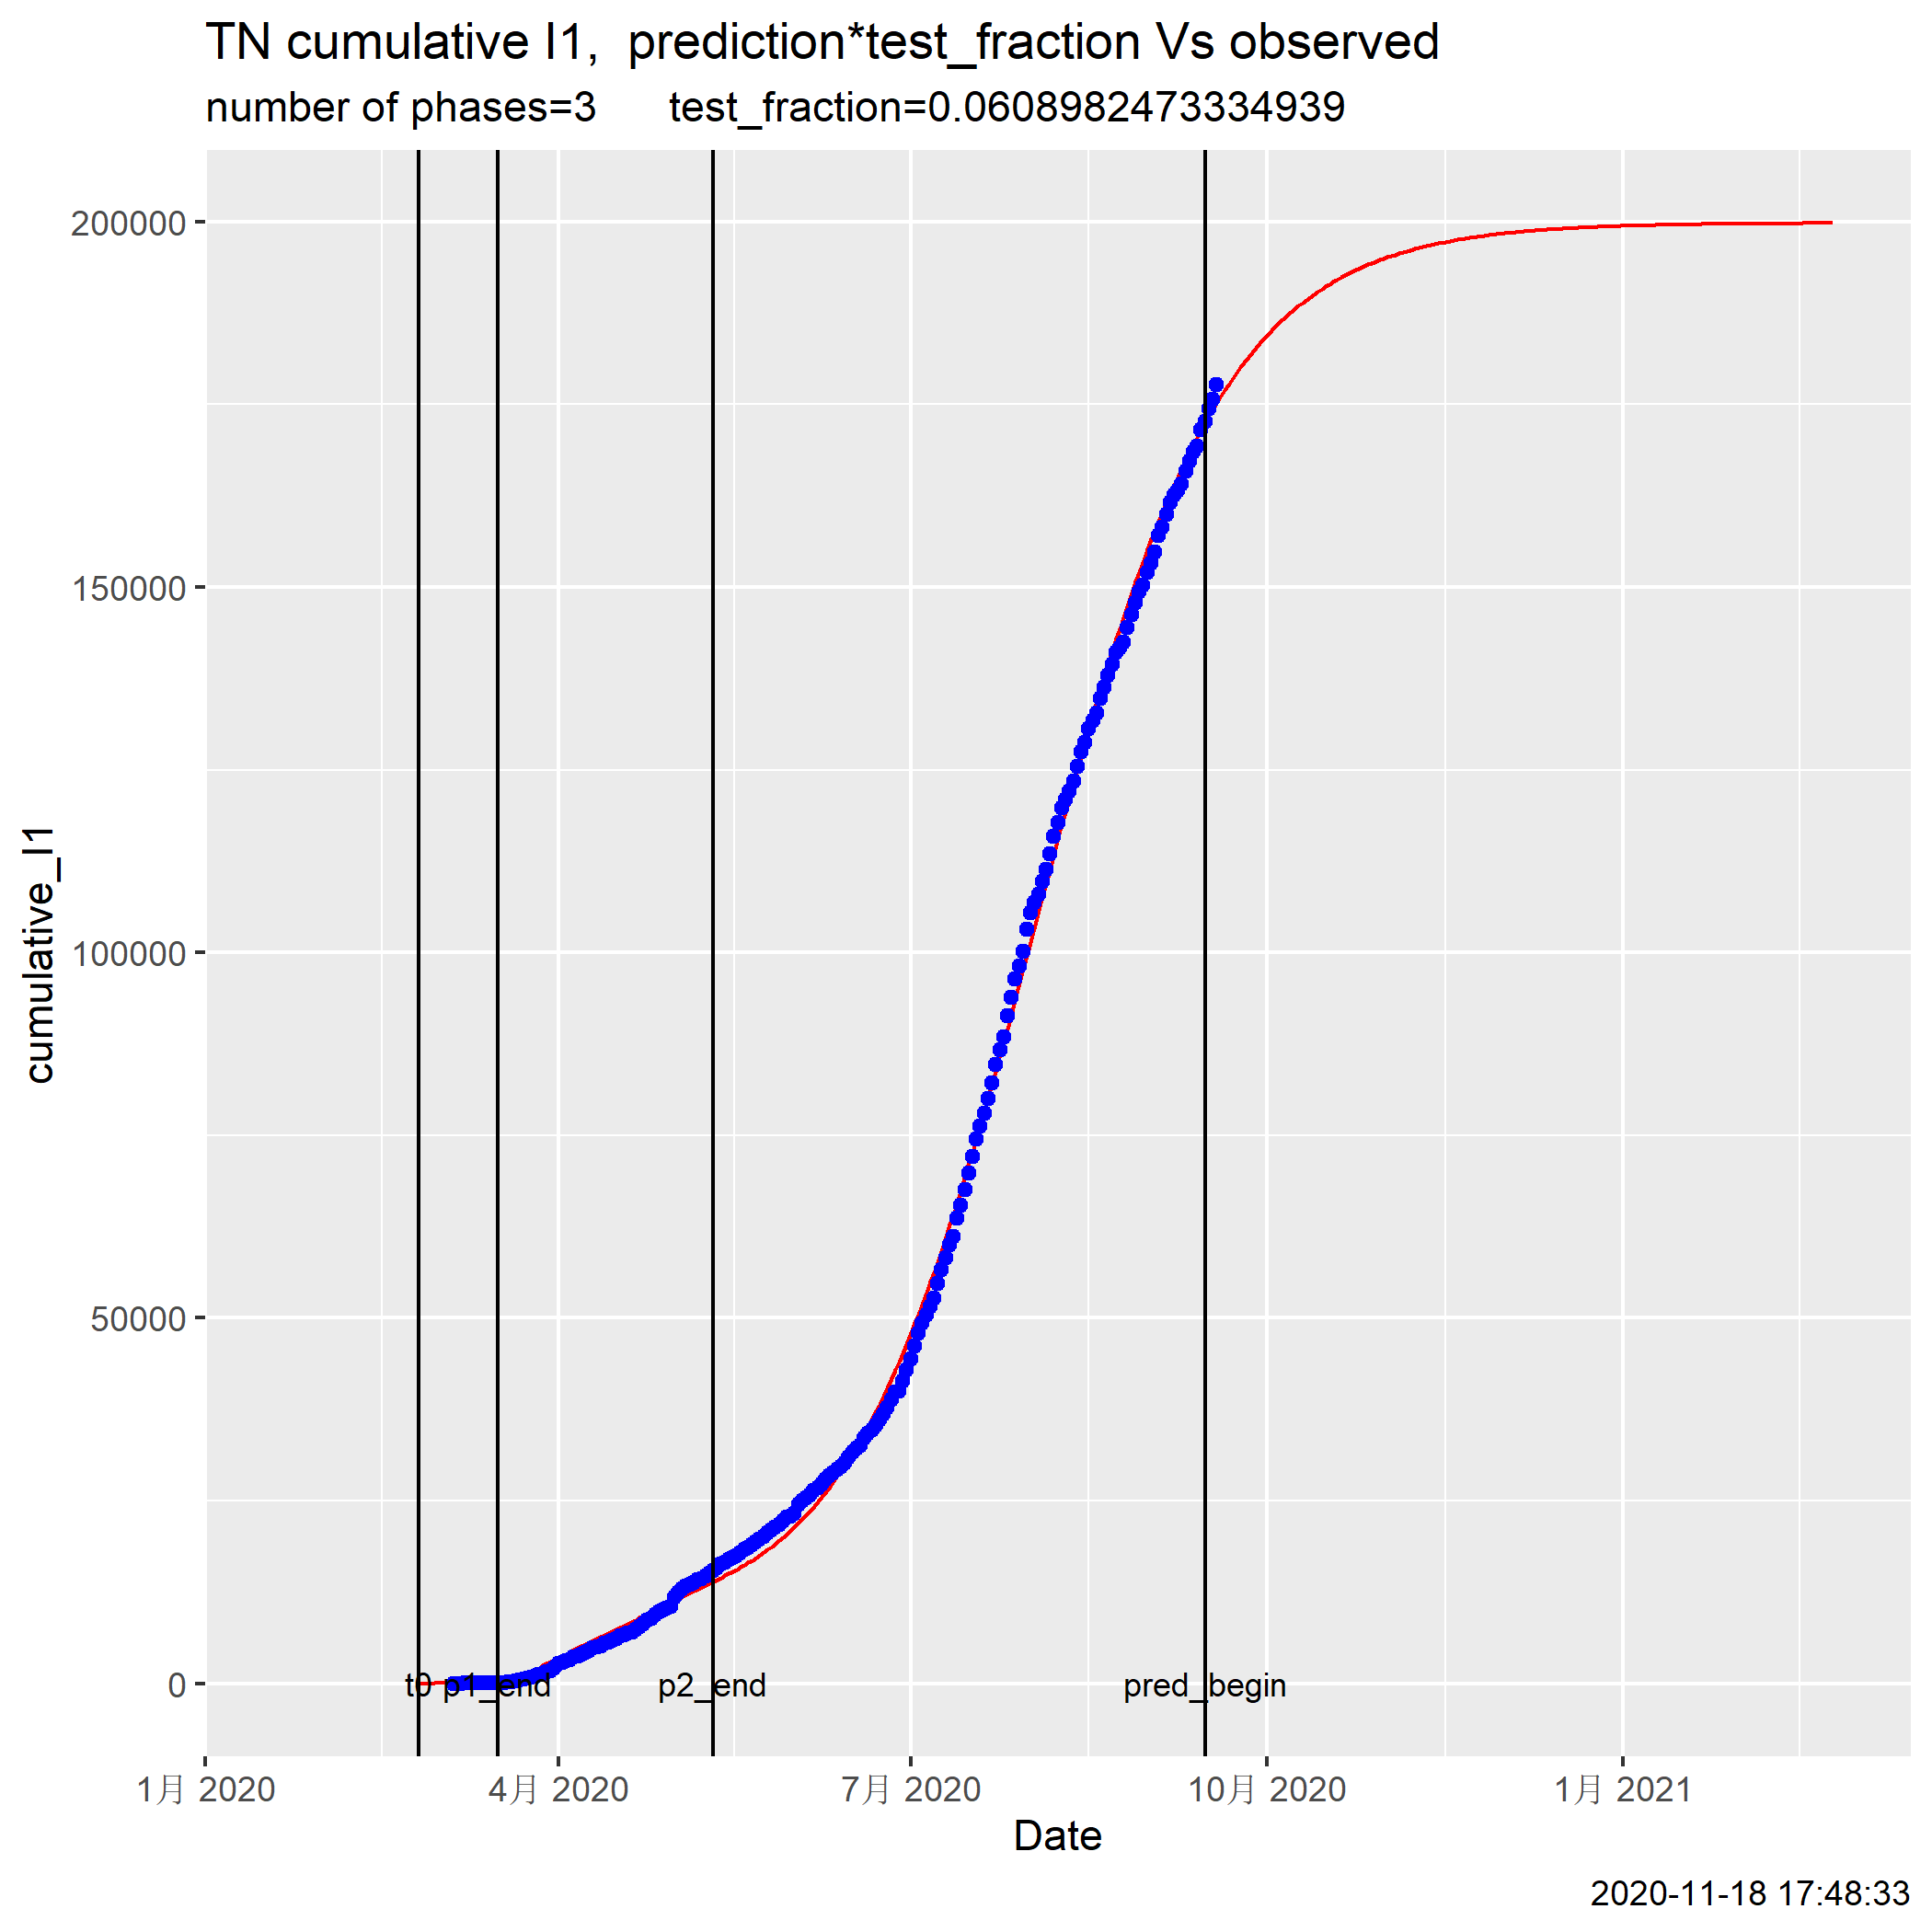 TN cumulative I1,  prediction*test_fraction Vs observed
number of phases=3      test_fraction=0.0608982473334939
cumulative_I1
200000
150000
100000
50000
0
t0 p1_end p2_end pred_begin
1月 2020 4月 2020 7月 2020 10月 2020 1月 2021
Date
2020-11-18 17:48:33